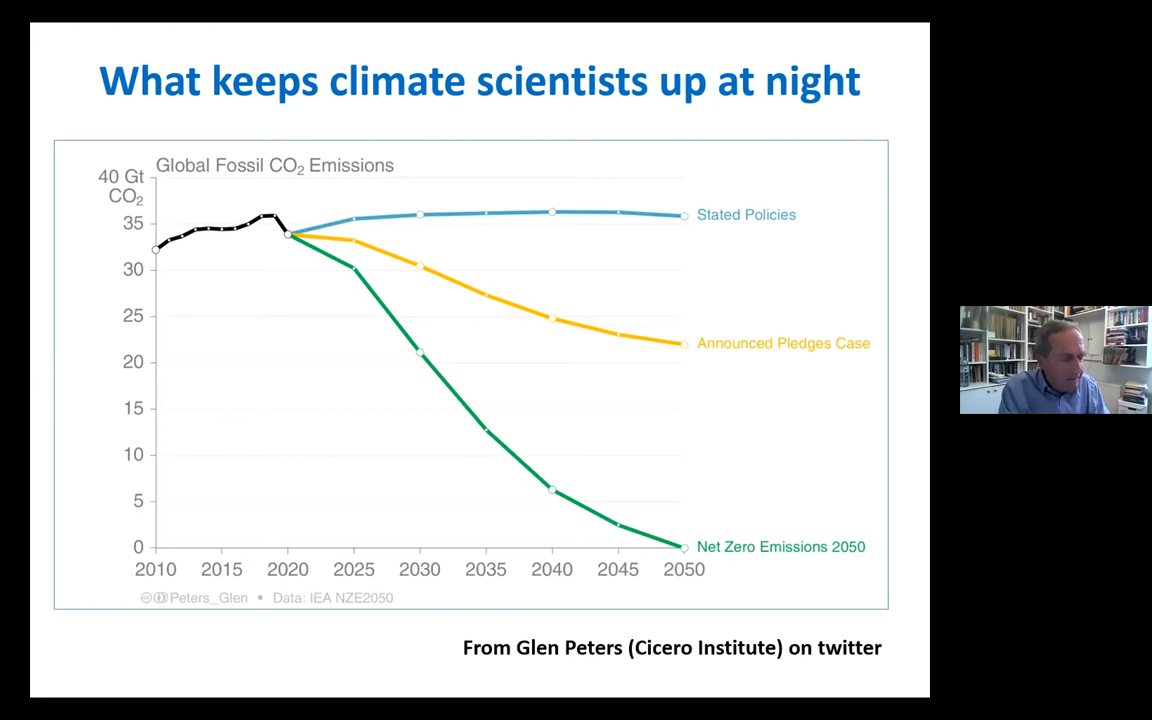 What keeps climate scientists up at night
Global Fossil CO₂ Emissions
40 Gt
CO₂
35
30
25
20
15
10
5
0
2010 2015 2020 2025 2030 2035 2040 2045 2050
Stated Policies
Announced Pledges Case
Net Zero Emissions 2050
Peters_Glen • Data: IEA NZE2050
From Glen Peters (Cicero Institute) on twitter